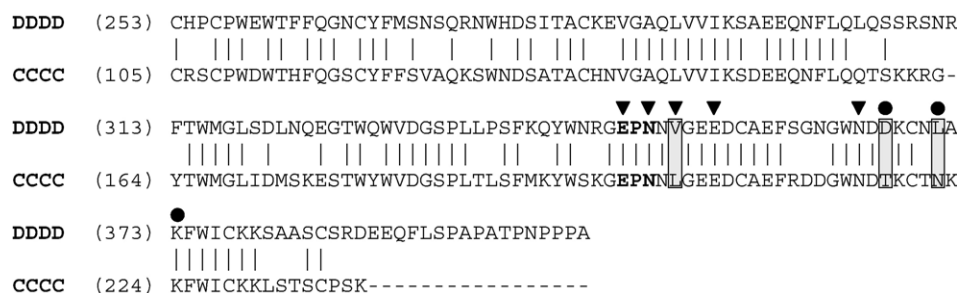 DDDD (253) CHPCPWEWTFFQGNCYFMSNSQRNWHDSITACKEVGAQLVVIKSAEEQNFLQLQSSRSNR
CCCC (105) CRSCPWDWTHFQGSCYFFSVAQKSWNDSATACHNVGAQLVVIKSDEEQNFLQQTSKKRG-
DDDD (313) FTWMGLSDLNQEGTWQWVDGSPLLPSFKQYWNRGEPNNVGEEDCAEFSGNGWNDDKCNLA
CCCC (164) YTWMGLIDMSKESTWYWVDGSPLTLSFMKYWSKGEPNNLGEEDCAEFRDDGWNDTKCTNK
DDDD (373) KFWICKKSAASCSRDEEQFLSPAPATPNPPPA
CCCC (224) KFWICKKLSTSCPSK-----------------